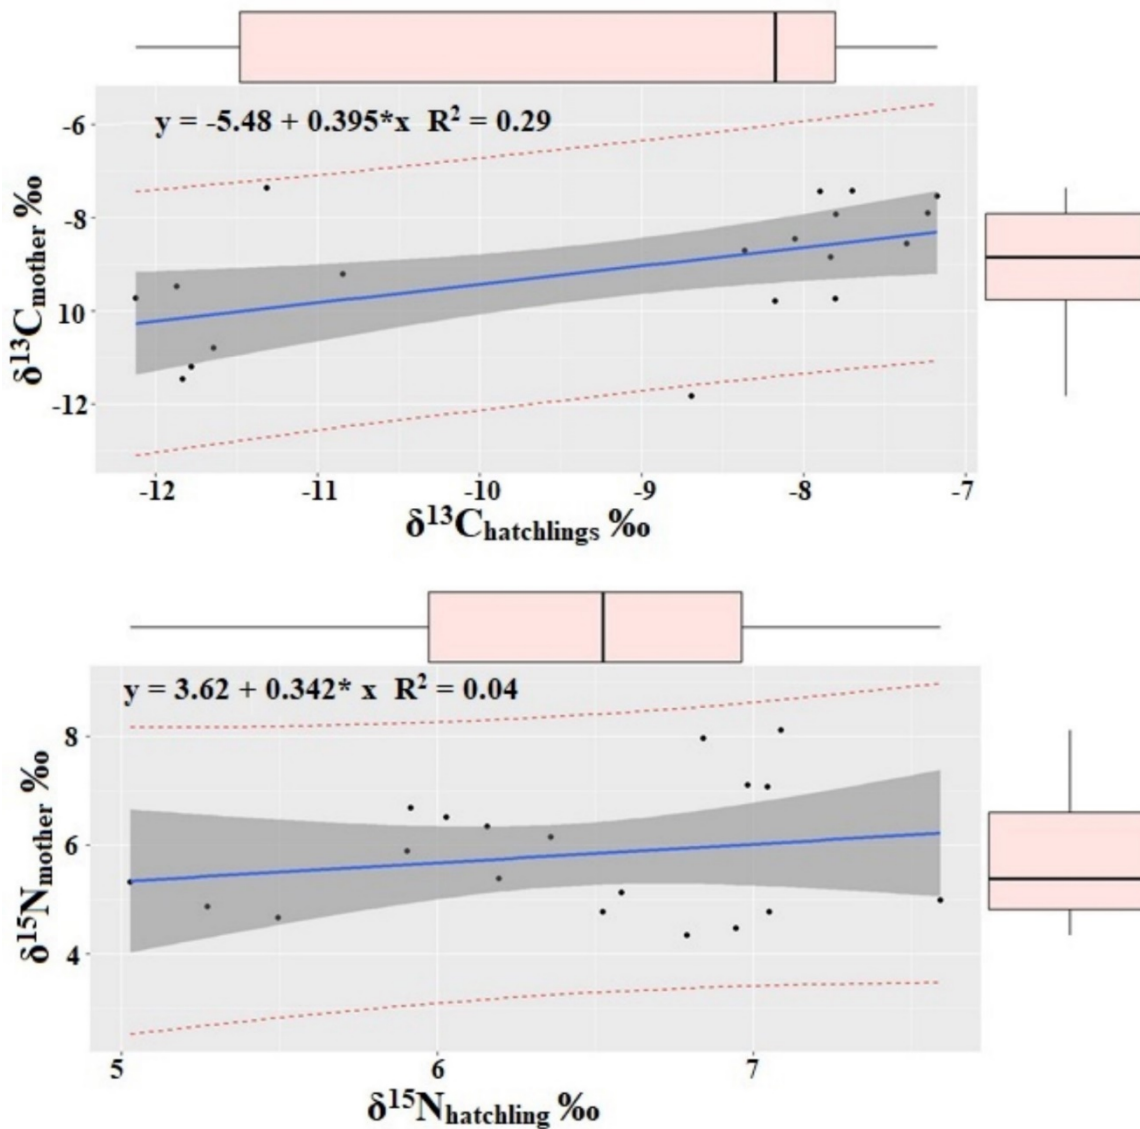 y = -5.48 + 0.395*x R² = 0.29
-6
-8
10
-12
δ¹³Cmother ‰
-12 -11 -10 -9 -8 -7
δ¹³Chatchlings ‰
y = 3.62 + 0.342* x R² = 0.04
8
6
4
δ¹⁵Nmother ‰
5 6 7
δ¹⁵Nhatchling ‰